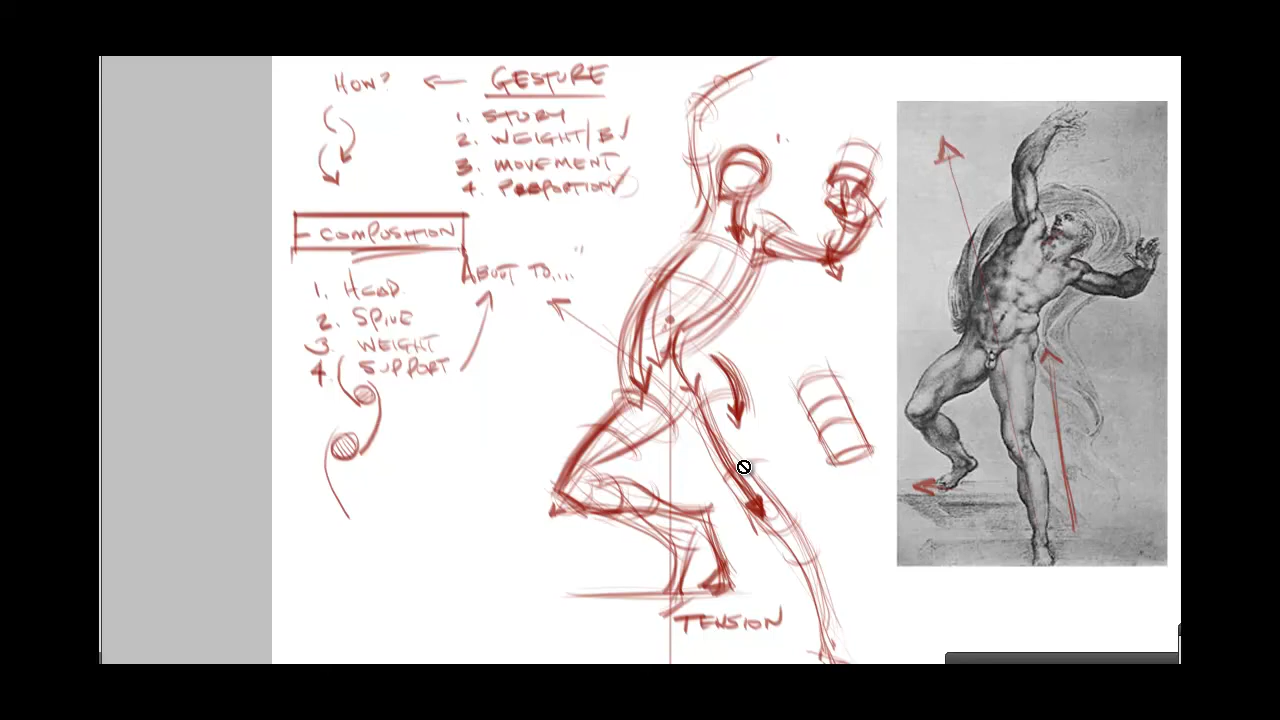 HOW? ← GESTURE
1. STORY
2. WEIGHT/B
3. MOVEMENT
4. PROPORTION
- COMPOSITION
ABOUT TO...."
1. HEAD
2. SPINE
3 WEIGHT
4. SUPPORT
1.
TENSION